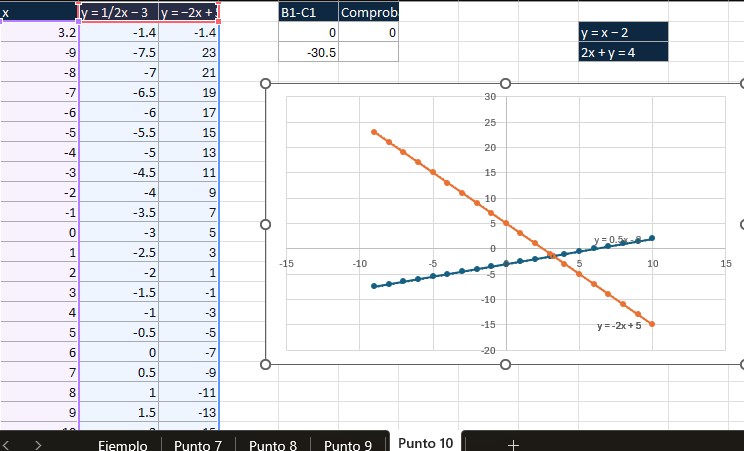 x y = 1/2x − 3 y = −2x + B1-C1 Comprob
3.2 -1.4 -1.4 0 0 y = x − 2
-9 -7.5 23 -30.5 2x + y = 4
-8 -7 21
-7 -6.5 19
-6 -6 17
-5 -5.5 15
-4 -5 13
-3 -4.5 11
-2 -4 9
-1 -3.5 7
0 -3 5
1 -2.5 3
2 -2 1
3 -1.5 -1
4 -1 -3
5 -0.5 -5
6 0 -7
7 0.5 -9
8 1 -11
9 1.5 -13
30
25
20
15
10
5
0
-5
-10
-15
-20
-15 -10 -5 0 5 10 15
y = 0.5x - 3
y = -2x + 5
Ejemplo Punto 7 Punto 8 Punto 9 Punto 10 +